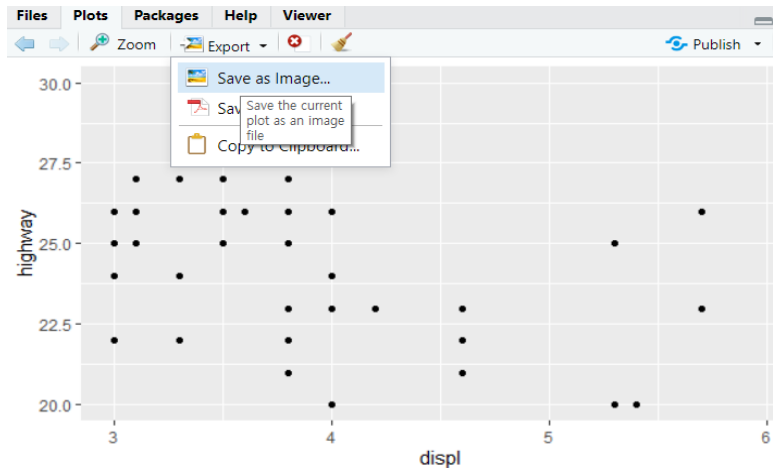 Files Plots Packages Help Viewer
Zoom Export Publish
Save as Image...
Sav
Save the current
plot as an image
file
Copy to Clipboard...
30.0
27.5
25.0
22.5
20.0
highway
3 4 5 6
displ